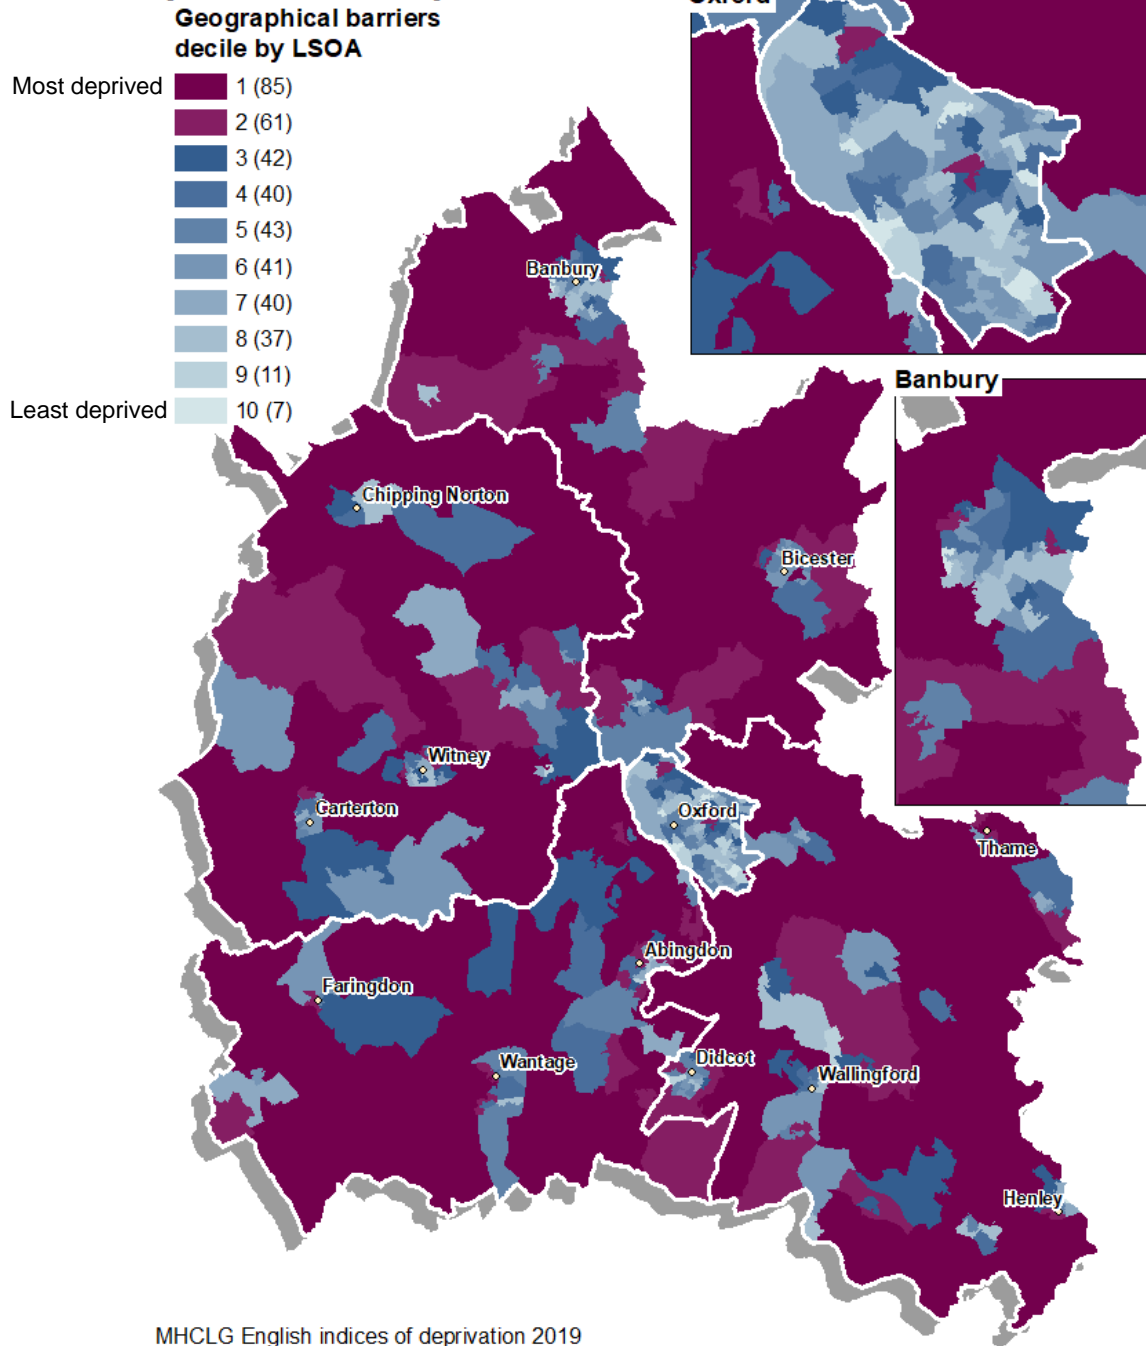 Oxford
Geographical barriers
decile by LSOA
Most deprived
1 (85)
2 (61)
3 (42)
4 (40)
5 (43)
6 (41)
7 (40)
8 (37)
9 (11)
Least deprived
10 (7)
Banbury
Banbury
Chipping Norton
Bicester
Witney
Carterton
Oxford
Thame
Abingdon
Faringdon
Wantage
Didcot
Wallingford
Henley
MHCLG English indices of deprivation 2019